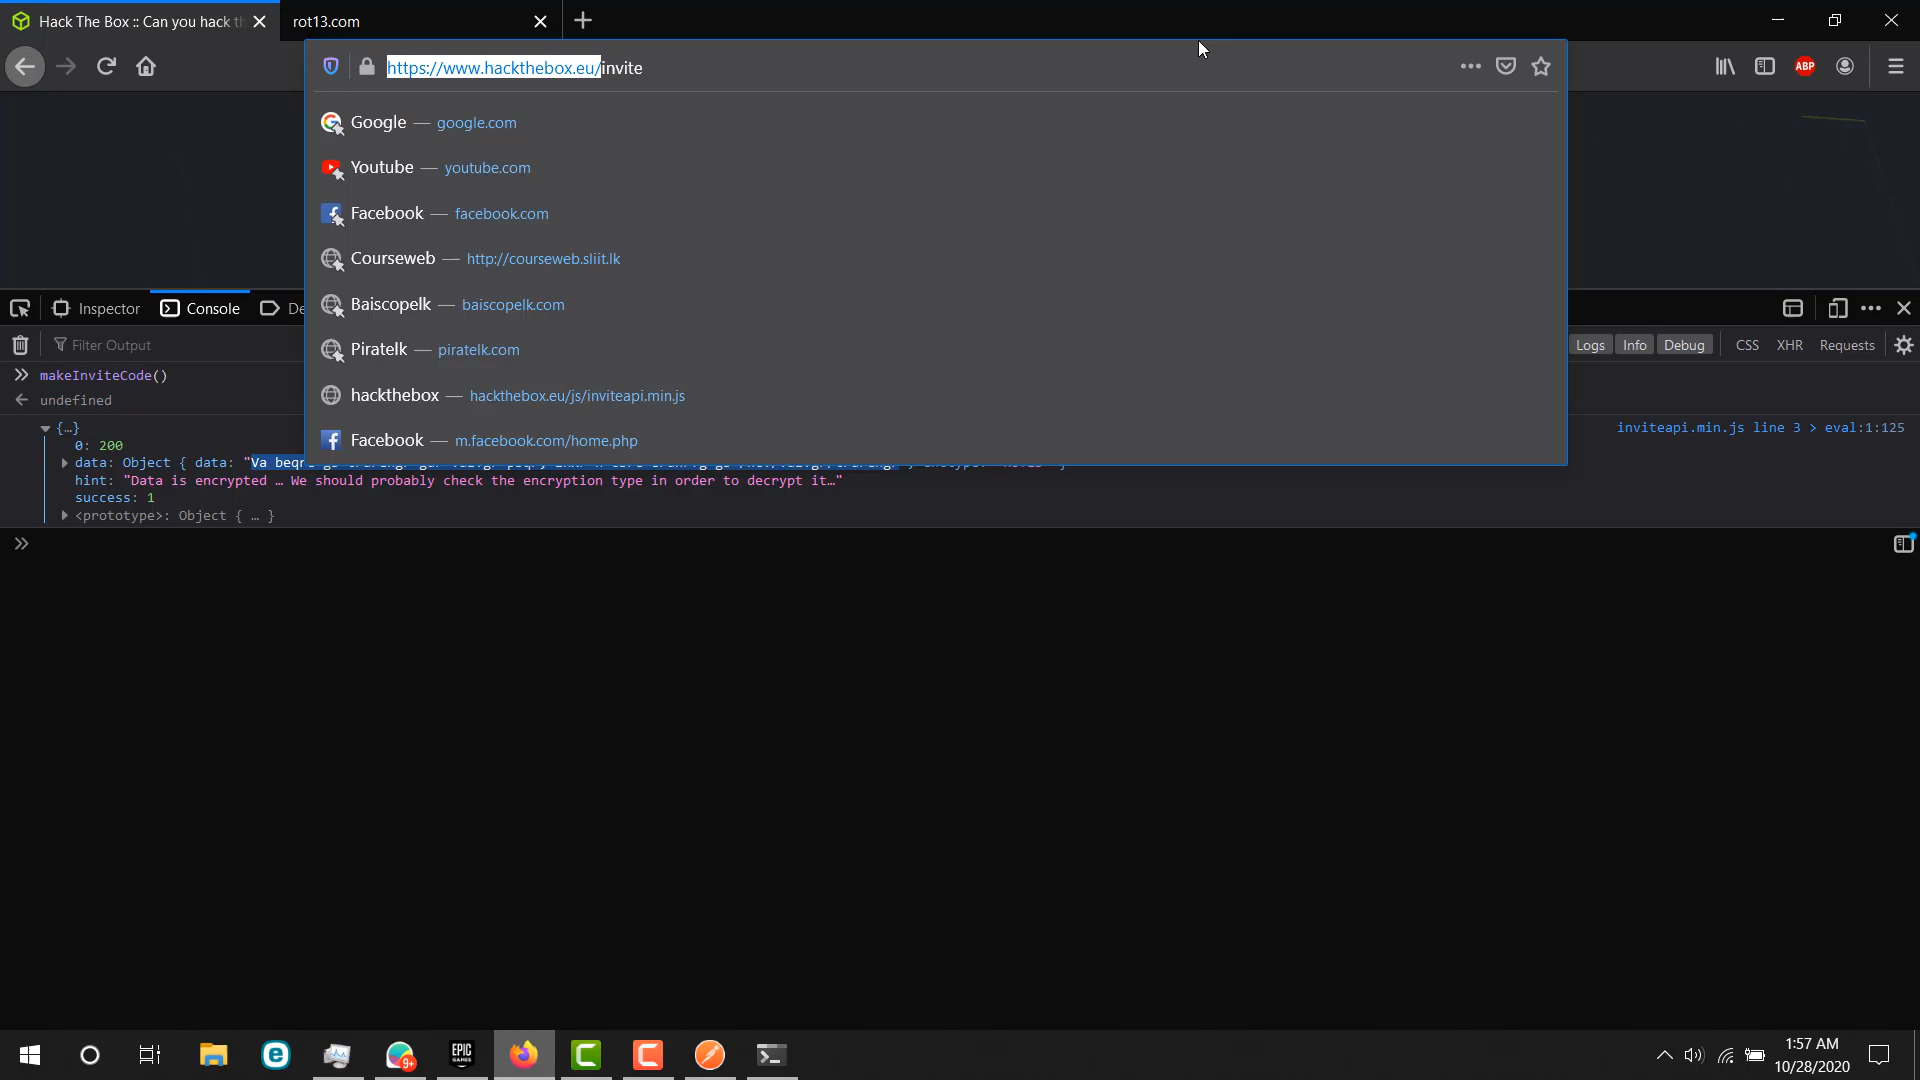 Hack The Box :: Can you hack th
rot13.com
https://www.hackthebox.eu/invite
Google — google.com
Youtube — youtube.com
Facebook — facebook.com
Courseweb — http://courseweb.sliit.lk
Baiscopelk — baiscopelk.com
Piratelk — piratelk.com
hackthebox — hackthebox.eu/js/inviteapi.min.js
Facebook — m.facebook.com/home.php
ABP
Inspector
Console
De
Filter Output
Logs
Info
Debug
CSS
XHR
Requests
makeInviteCode()
undefined
{…}
inviteapi.min.js line 3 > eval:1:125
0: 200
data: Object { data: "Va beqr
hint: "Data is encrypted … We should probably check the encryption type in order to decrypt it…"
success: 1
<prototype>: Object { … }
9+
EPIC
GAMES
1:57 AM
10/28/2020